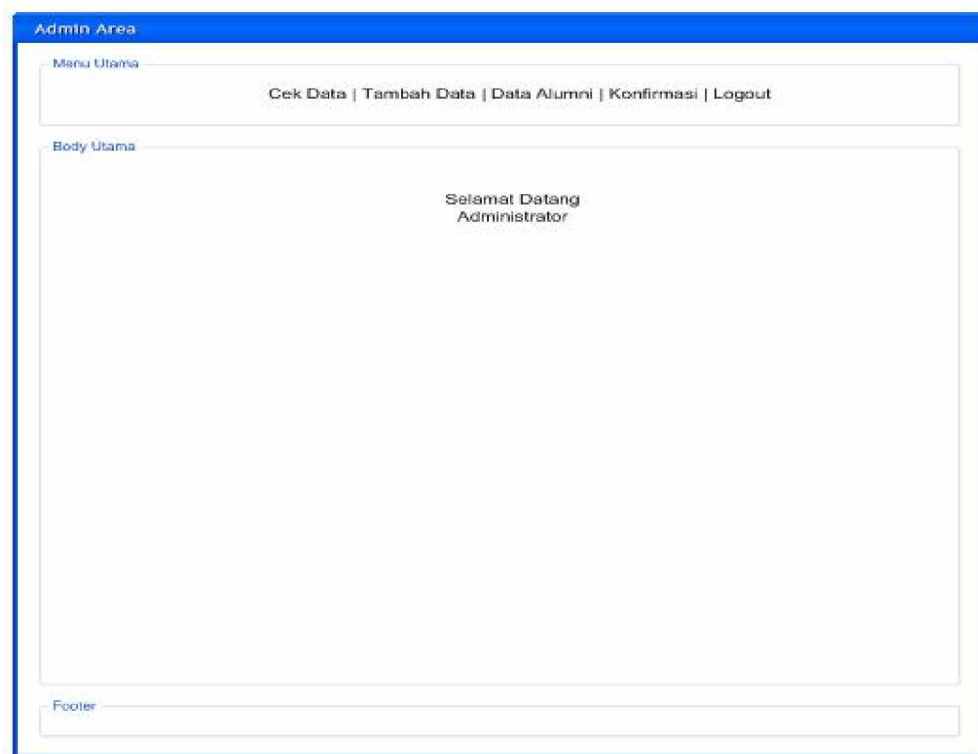 Admin Area
Menu Utama
Cek Data | Tambah Data | Data Alumni | Konfirmasi | Logout
Body Utama
Selamat Datang
Administrator
Footer